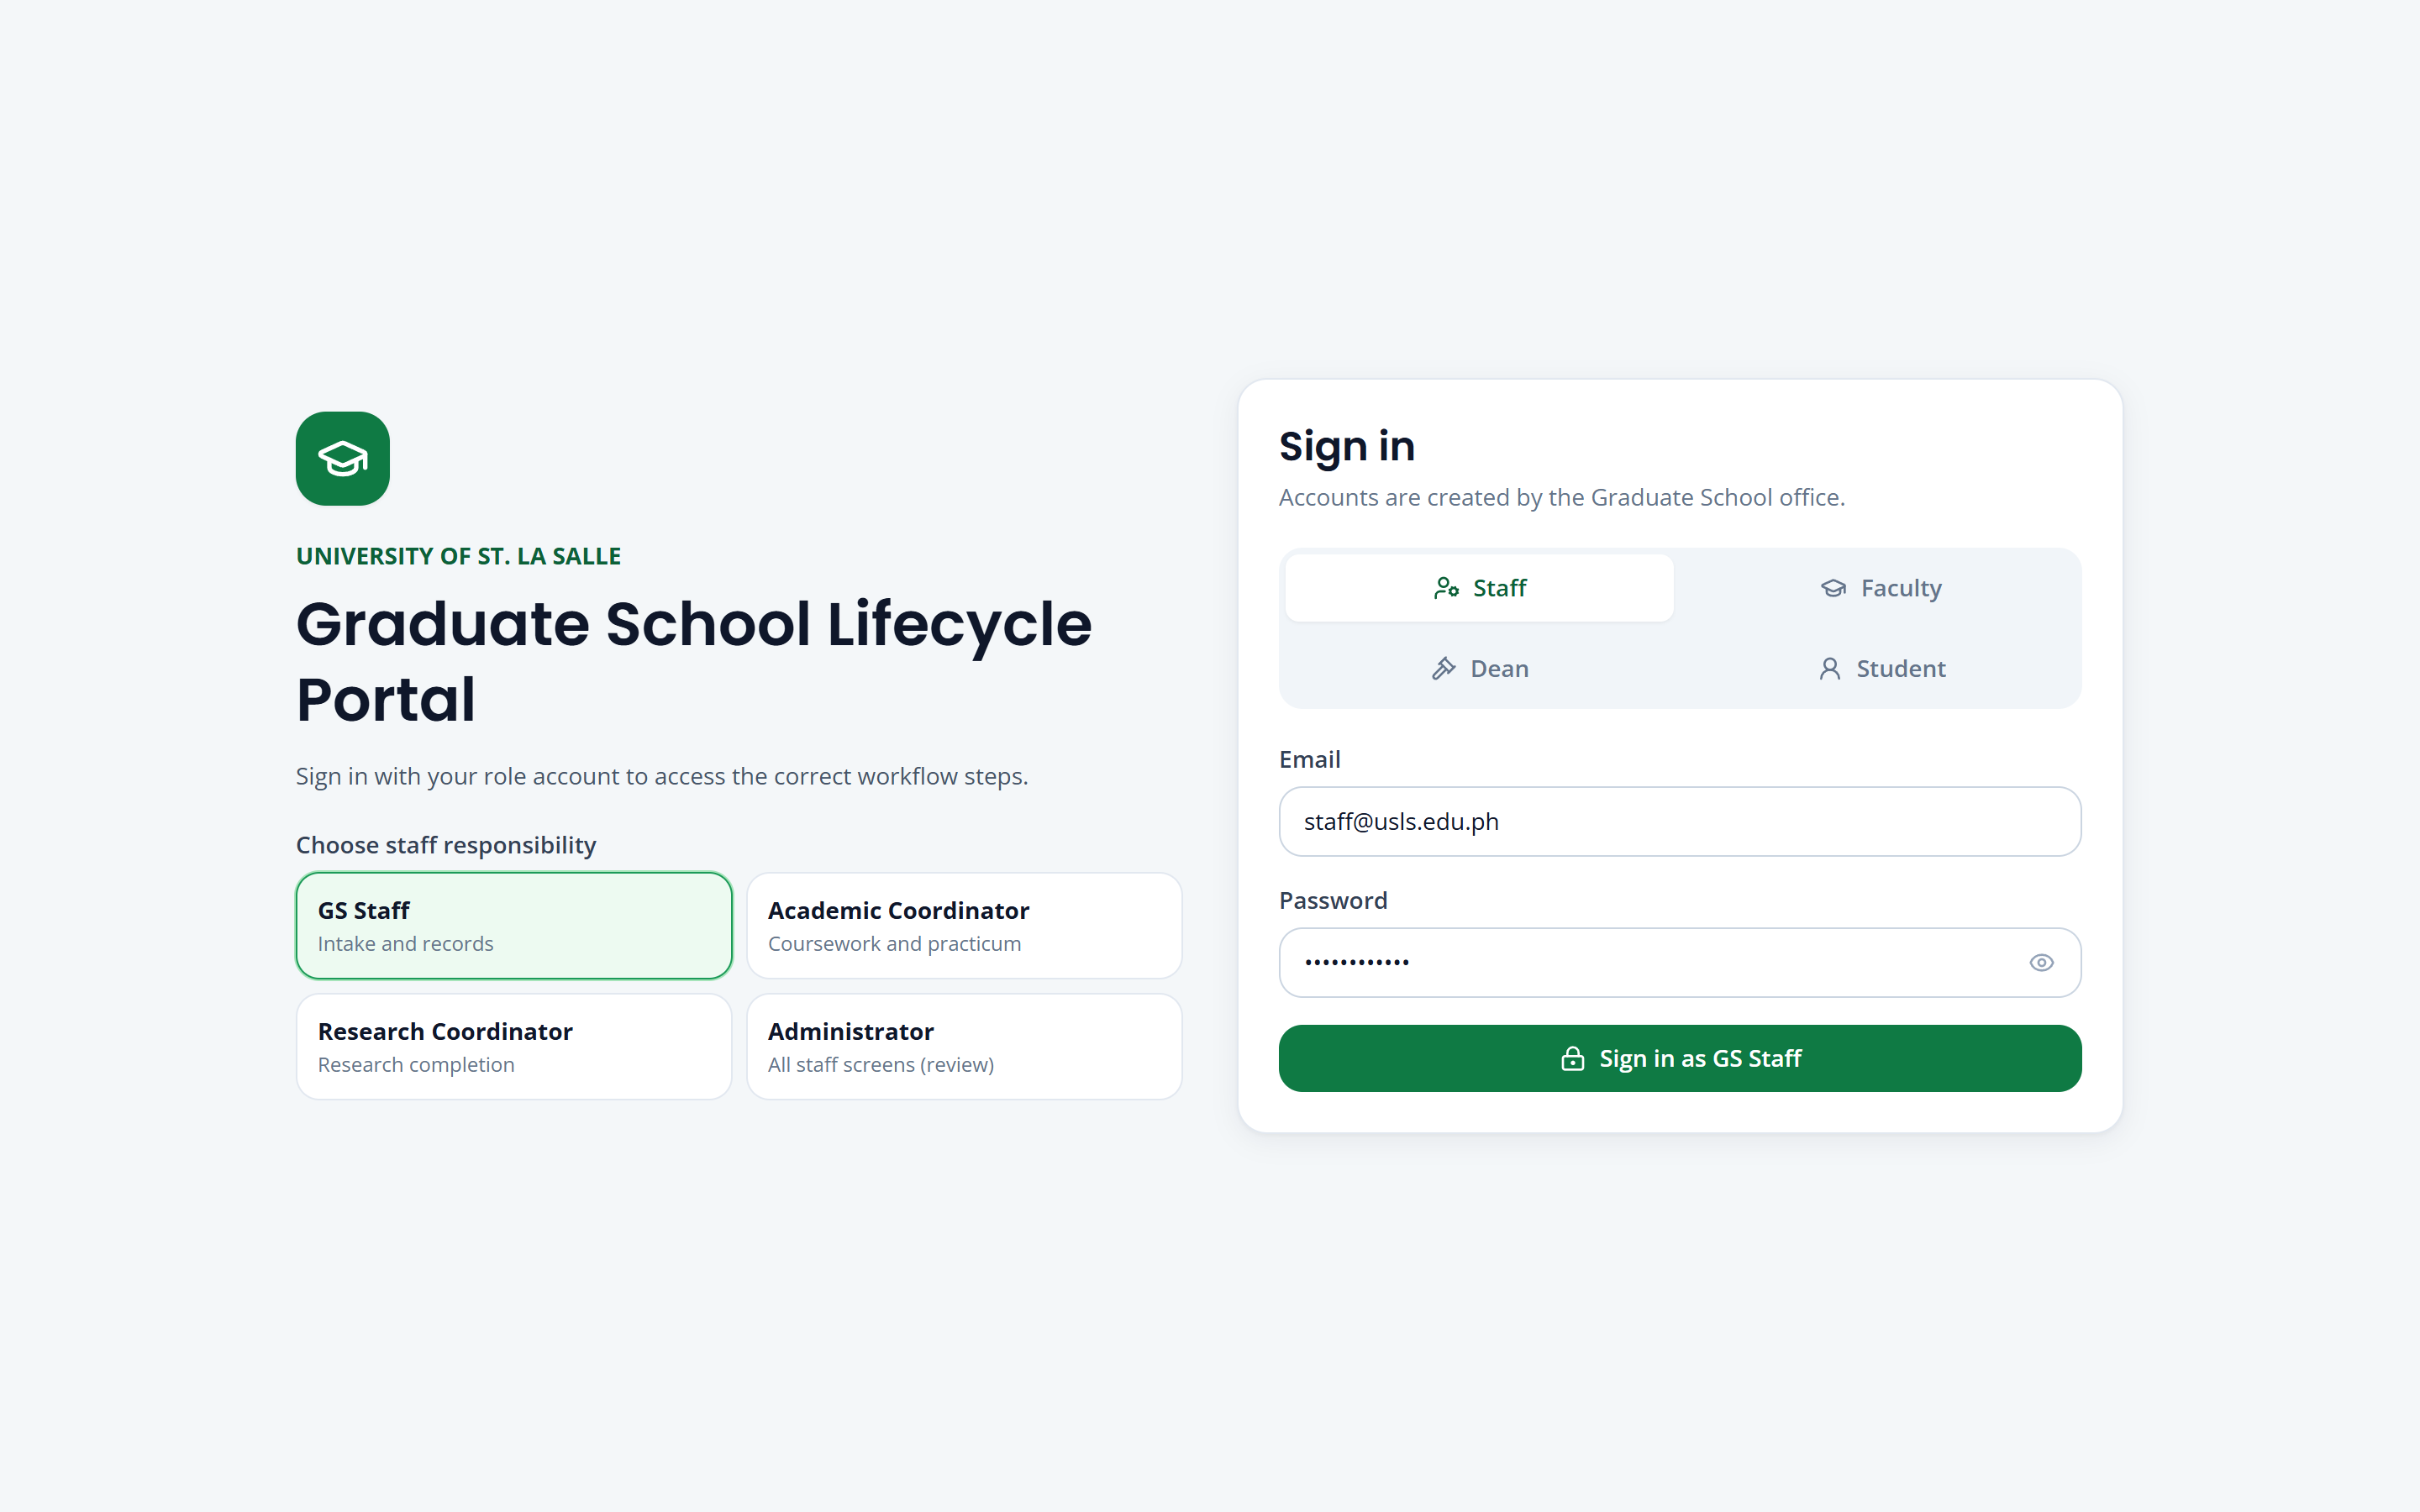 UNIVERSITY OF ST. LA SALLE
Graduate School Lifecycle
Portal
Sign in with your role account to access the correct workflow steps.
Choose staff responsibility
GS Staff
Intake and records
Academic Coordinator
Coursework and practicum
Research Coordinator
Research completion
Administrator
All staff screens (review)
Sign in
Accounts are created by the Graduate School office.
Staff
Faculty
Dean
Student
Email
staff@usls.edu.ph
Password
••••••••••••
Sign in as GS Staff